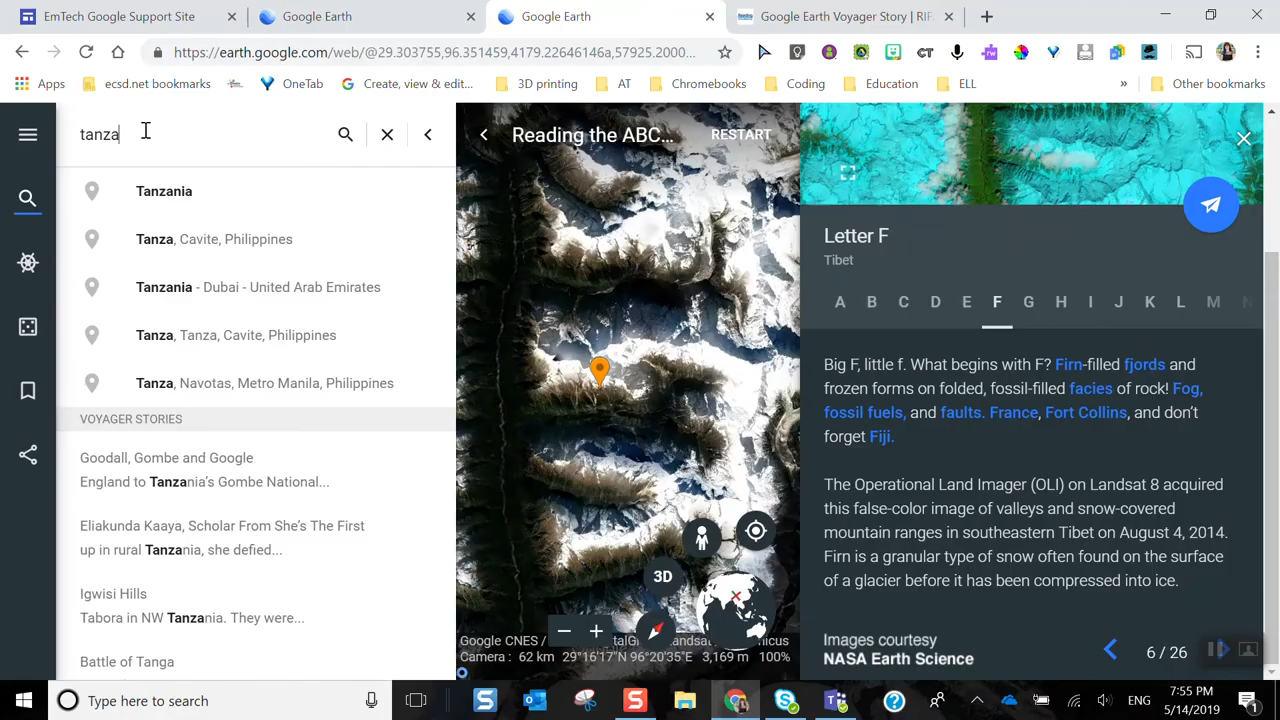 EmTech Google Support Site
Google Earth
Google Earth
Google Earth Voyager Story | RIF
https://earth.google.com/web/@29.303755,96.351459,4179.22646146a,57925.2000...
Apps
ecsd.net bookmarks
OneTab
Create, view & edit...
3D printing
AT
Chromebooks
Coding
Education
ELL
»
Other bookmarks
tanza
Tanzania
Tanza, Cavite, Philippines
Tanzania - Dubai - United Arab Emirates
Tanza, Tanza, Cavite, Philippines
Tanza, Navotas, Metro Manila, Philippines
VOYAGER STORIES
Goodall, Gombe and Google
England to Tanzania's Gombe National...
Eliakunda Kaaya, Scholar From She's The First
up in rural Tanzania, she defied...
Igwisi Hills
Tabora in NW Tanzania. They were...
Battle of Tanga
Reading the ABC...
RESTART
3D
Google CNES /
Camera : 62 km 29°16'17"N 96°20'35"E 3,169 m 100%
Letter F
Tibet
A B C D E F G H I J K L M N
Big F, little f. What begins with F? Firn-filled fjords and
frozen forms on folded, fossil-filled facies of rock! Fog,
fossil fuels, and faults. France, Fort Collins, and don't
forget Fiji.
The Operational Land Imager (OLI) on Landsat 8 acquired
this false-color image of valleys and snow-covered
mountain ranges in southeastern Tibet on August 4, 2014.
Firn is a granular type of snow often found on the surface
of a glacier before it has been compressed into ice.
Images courtesy
NASA Earth Science
6 / 26
Type here to search
ENG
7:55 PM
5/14/2019